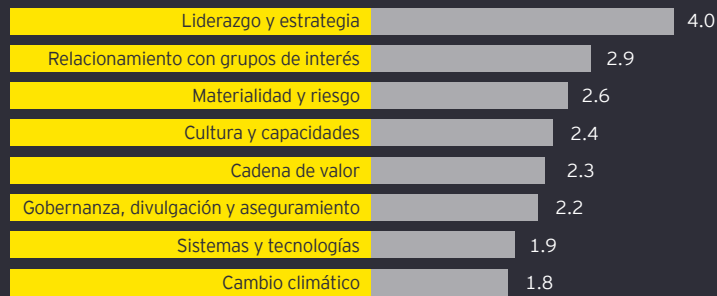 Liderazgo y estrategia 4.0
Relacionamiento con grupos de interés 2.9
Materialidad y riesgo 2.6
Cultura y capacidades 2.4
Cadena de valor 2.3
Gobernanza, divulgación y aseguramiento 2.2
Sistemas y tecnologías 1.9
Cambio climático 1.8